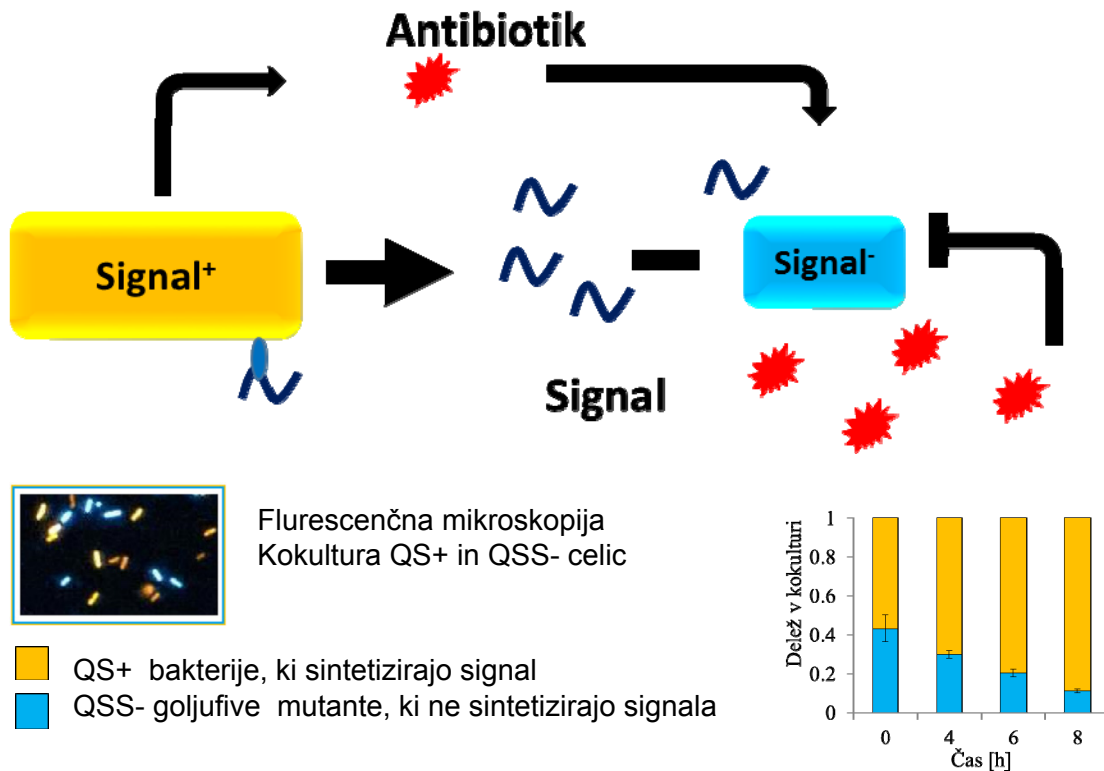 Antibiotik
Signal⁺
Signal⁻
Signal
Flurescenčna mikroskopija
Kokultura QS+ in QSS- celic
QS+ bakterije, ki sintetizirajo signal
QSS- goljufive mutante, ki ne sintetizirajo signala
Delež v kokulturi
1
0.8
0.6
0.4
0.2
0
0 4 6 8
Čas [h]